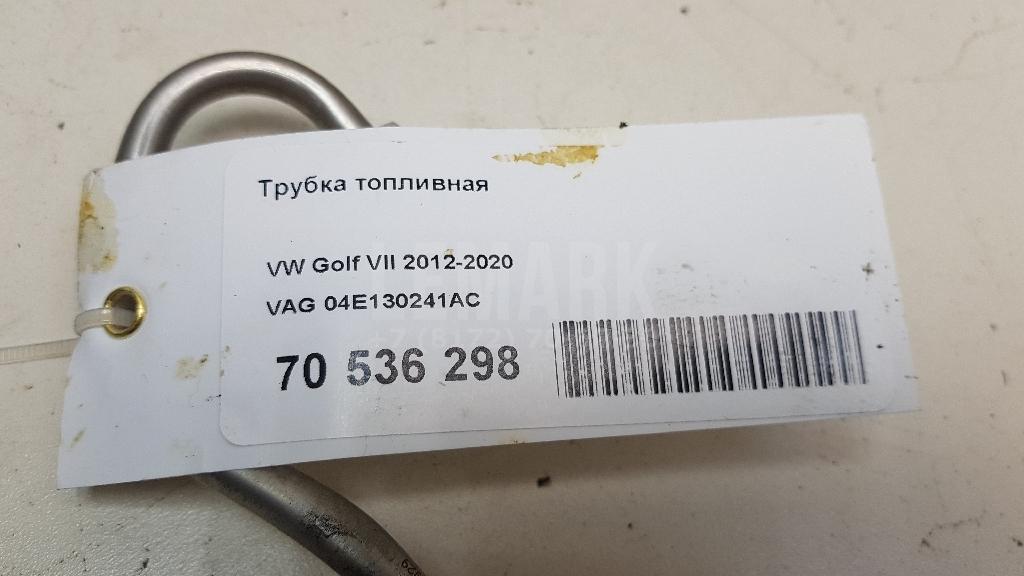 Трубка топливная
VW Golf VII 2012-2020
VAG 04E130241AC
70 536 298